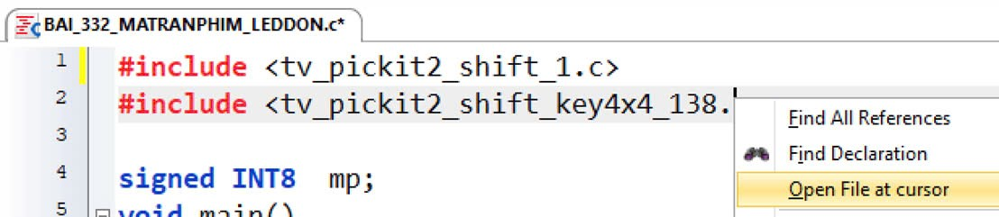 BAI_332_MATRANPHIM_LEDDON.c*
1 #include <tv_pickit2_shift_1.c>
2 #include <tv_pickit2_shift_key4x4_138.
Find All References
3
Find Declaration
4 signed INT8 mp;
Open File at cursor
5 void main()